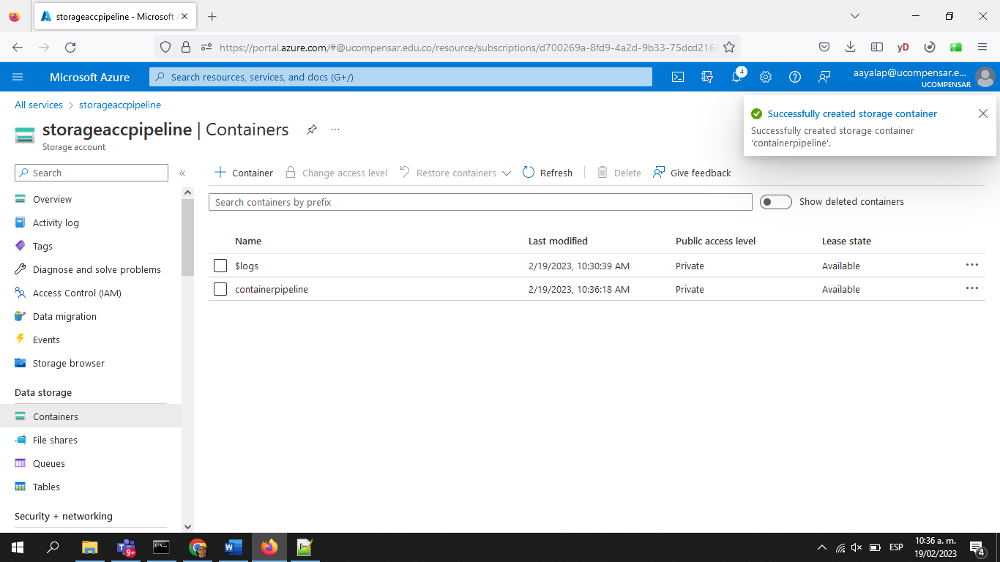 storageaccpipeline - Microsoft A
https://portal.azure.com/#@ucompensar.edu.co/resource/subscriptions/d700269a-8fd9-4a2d-9b33-75dcd216
yD
Microsoft Azure
Search resources, services, and docs (G+/)
4
aayalap@ucompensar.e...
UCOMPENSAR
All services > storageaccpipeline
Successfully created storage container
Successfully created storage container
'containerpipeline'.
storageaccpipeline | Containers
Storage account
Search
Container
Change access level
Restore containers
Refresh
Delete
Give feedback
Search containers by prefix
Show deleted containers
Name Last modified Public access level Lease state
$logs 2/19/2023, 10:30:39 AM Private Available
containerpipeline 2/19/2023, 10:36:18 AM Private Available
Overview
Activity log
Tags
Diagnose and solve problems
Access Control (IAM)
Data migration
Events
Storage browser
Data storage
Containers
File shares
Queues
Tables
Security + networking
9+
ESP
10:36 a. m.
19/02/2023
4